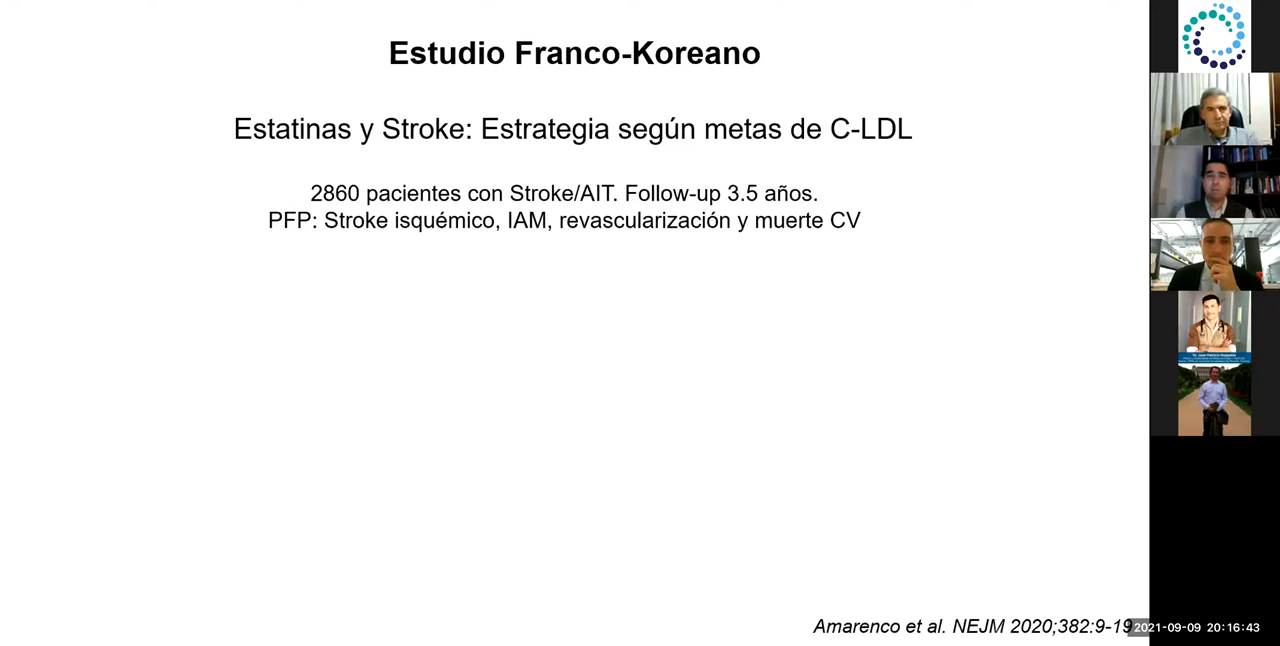 Estudio Franco-Koreano
Estatinas y Stroke: Estrategia según metas de C-LDL
2860 pacientes con Stroke/AIT. Follow-up 3.5 años.
PFP: Stroke isquémico, IAM, revascularización y muerte CV
Amarenco et al. NEJM 2020;382:9-19
2021-09-09 20:16:43